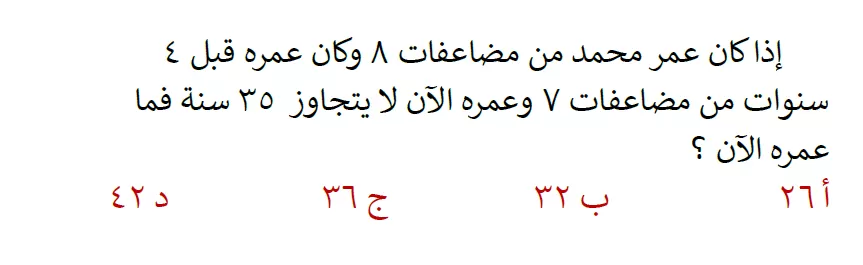 إذا كان عمر محمد من مضاعفات ٨ وكان عمره قبل ٤
سنوات من مضاعفات ٧ وعمره الآن لا يتجاوز ٣٥ سنة فما
عمره الآن ؟
أ ٢٦ ب ٣٢ ج ٣٦ د ٤٢